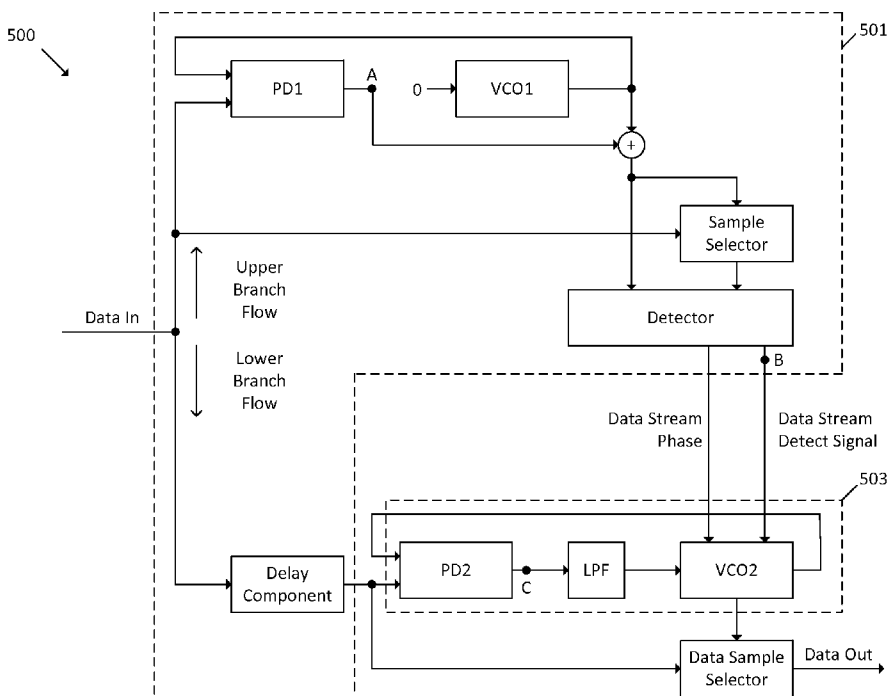 500
501
PD1
A
0
VCO1
+
Sample
Selector
Upper
Branch
Flow
Data In
Detector
Lower
Branch
Flow
B
Data Stream
Phase
Data Stream
Detect Signal
503
Delay
Component
PD2
C
LPF
VCO2
Data Sample
Selector
Data Out